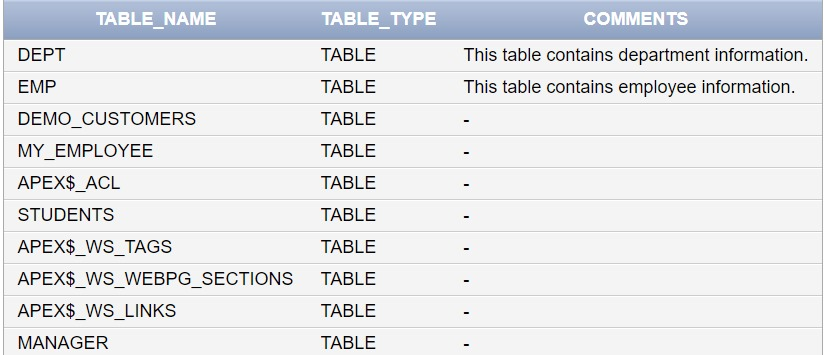 TABLE_NAME TABLE_TYPE COMMENTS
DEPT TABLE This table contains department information.
EMP TABLE This table contains employee information.
DEMO_CUSTOMERS TABLE -
MY_EMPLOYEE TABLE -
APEX$_ACL TABLE -
STUDENTS TABLE -
APEX$_WS_TAGS TABLE -
APEX$_WS_WEBPG_SECTIONS TABLE -
APEX$_WS_LINKS TABLE -
MANAGER TABLE -